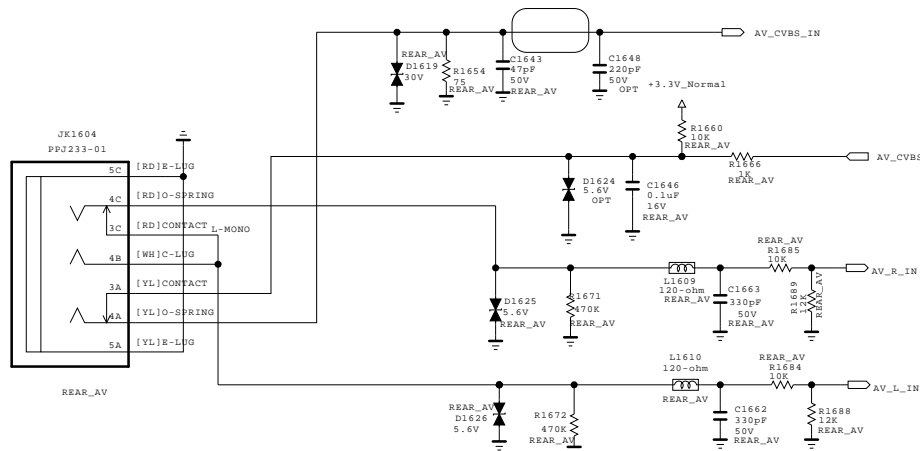 AV_CVBS_IN
REAR_AV
D1619
30V
R1654
75
REAR_AV
C1643
47pF
50V
REAR_AV
C1648
220pF
50V
OPT
+3.3V_Normal
R1660
10K
REAR_AV
JK1604
PPJ233-01
5C
[RD]E-LUG
4C
[RD]O-SPRING
3C
[RD]CONTACT
L-MONO
4B
[WH]C-LUG
3A
[YL]CONTACT
4A
[YL]O-SPRING
5A
[YL]E-LUG
REAR_AV
D1624
5.6V
OPT
C1646
0.1uF
16V
REAR_AV
R1666
1K
REAR_AV
AV_CVBS
D1625
5.6V
REAR_AV
R1671
470K
REAR_AV
L1609
120-ohm
REAR_AV
C1663
330pF
50V
REAR_AV
REAR_AV
R1685
10K
R1689
12K
REAR_AV
AV_R_IN
REAR_AV
D1626
5.6V
R1672
470K
REAR_AV
L1610
120-ohm
REAR_AV
C1662
330pF
50V
REAR_AV
REAR_AV
R1684
10K
R1688
12K
REAR_AV
AV_L_IN